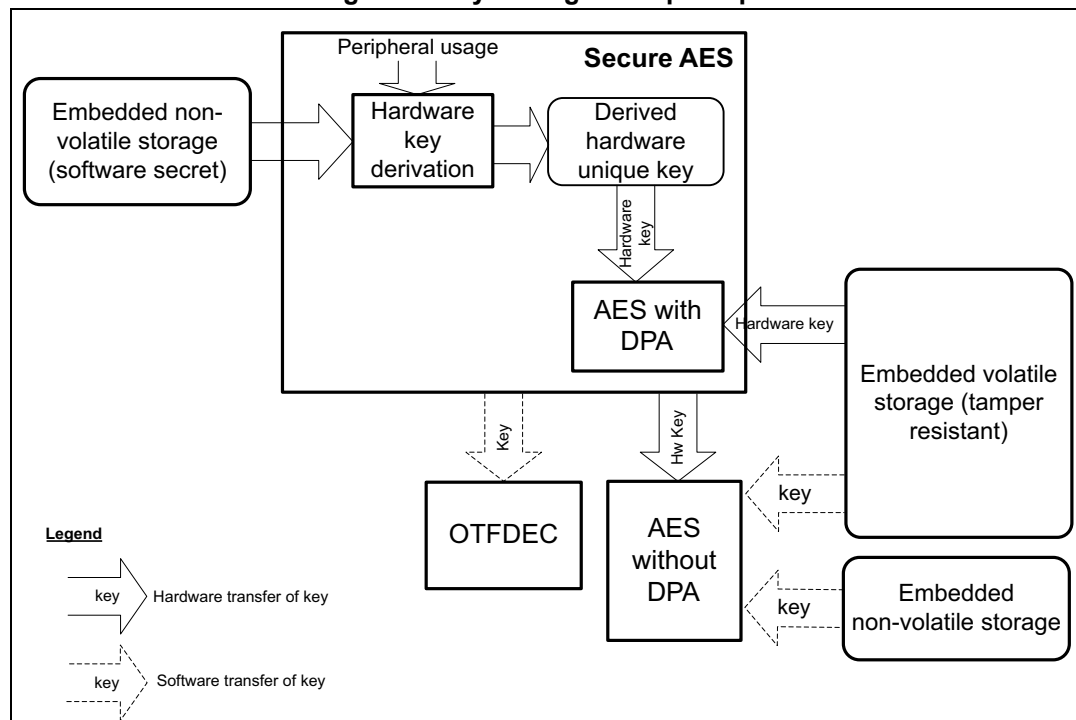 Peripheral usage
Secure AES
Embedded non-
volatile storage
(software secret)
Hardware
key
derivation
Derived
hardware
unique key
Hardware
key
AES with
DPA
Hardware key
Embedded volatile
storage (tamper
resistant)
Key
Hw Key
key
OTFDEC
AES
without
DPA
key
Embedded
non-volatile storage
Legend
key
Hardware transfer of key
key
Software transfer of key